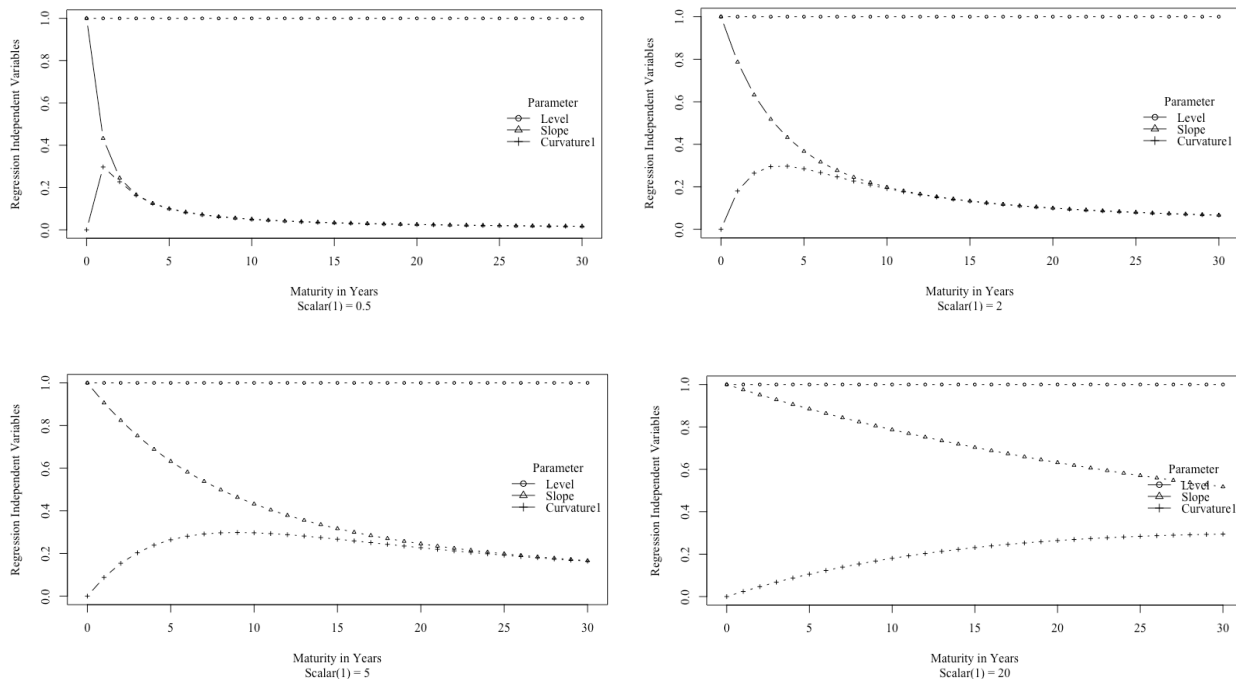 Regression Independent Variables
1.0
0.8
0.6
0.4
0.2
0.0
Parameter
Level
Slope
Curvature1
0 5 10 15 20 25 30
Maturity in Years
Scalar(1) = 0.5
Regression Independent Variables
1.0
0.8
0.6
0.4
0.2
0.0
Parameter
Level
Slope
Curvature1
0 5 10 15 20 25 30
Maturity in Years
Scalar(1) = 2
Regression Independent Variables
1.0
0.8
0.6
0.4
0.2
0.0
Parameter
Level
Slope
Curvature1
0 5 10 15 20 25 30
Maturity in Years
Scalar(1) = 5
Regression Independent Variables
1.0
0.8
0.6
0.4
0.2
0.0
Parameter
Level
Slope
Curvature1
0 5 10 15 20 25 30
Maturity in Years
Scalar(1) = 20